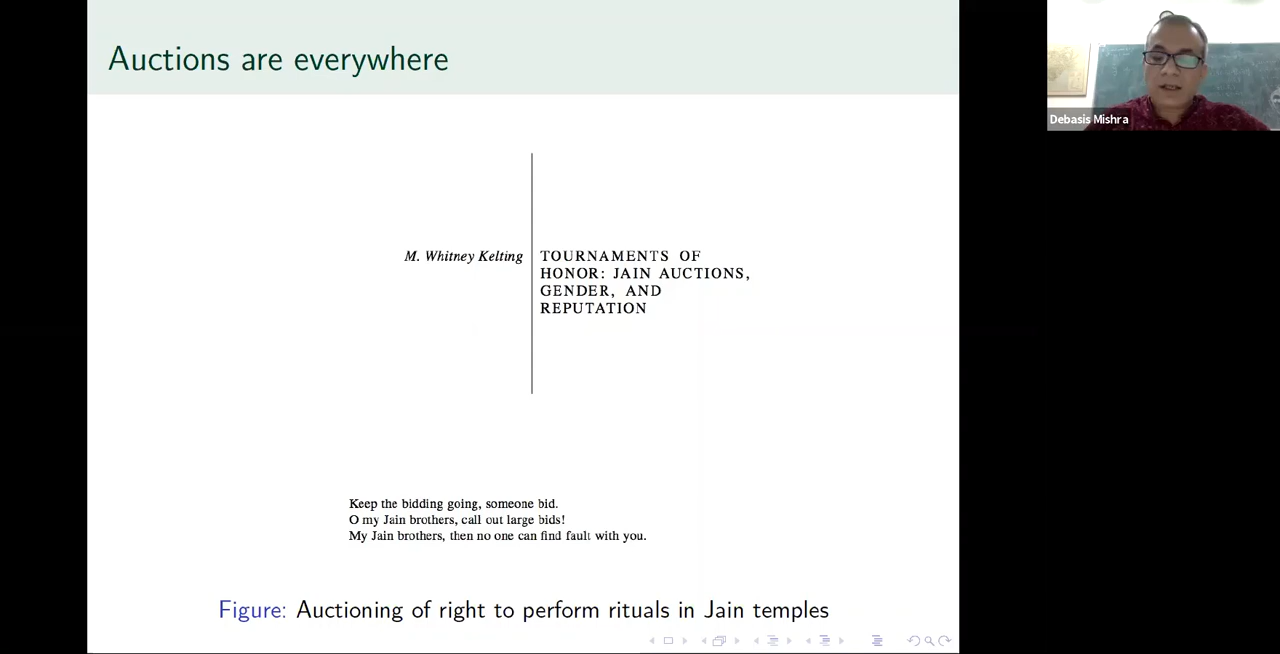 Auctions are everywhere
Debasis Mishra
M. Whitney Kelting
TOURNAMENTS OF
HONOR: JAIN AUCTIONS,
GENDER, AND
REPUTATION
Keep the bidding going, someone bid.
O my Jain brothers, call out large bids!
My Jain brothers, then no one can find fault with you.
Figure: Auctioning of right to perform rituals in Jain temples